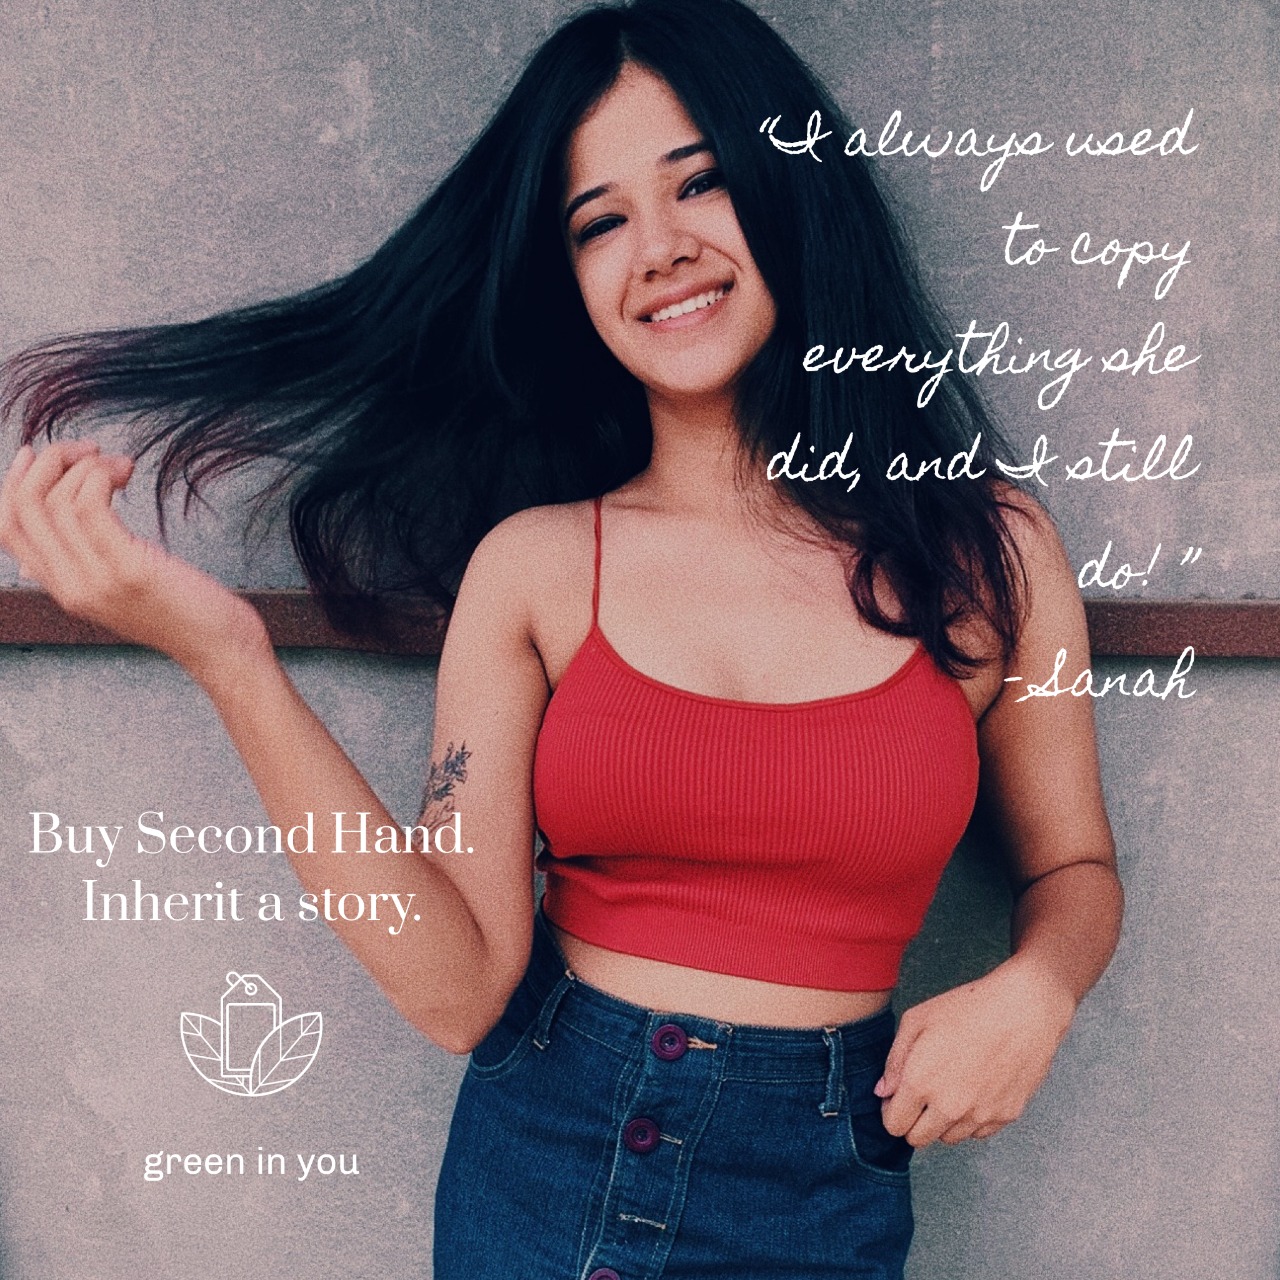 “I always used
to copy
everything she
did, and I still
do! ”
-Sanah
Buy Second Hand.
Inherit a story.
green in you